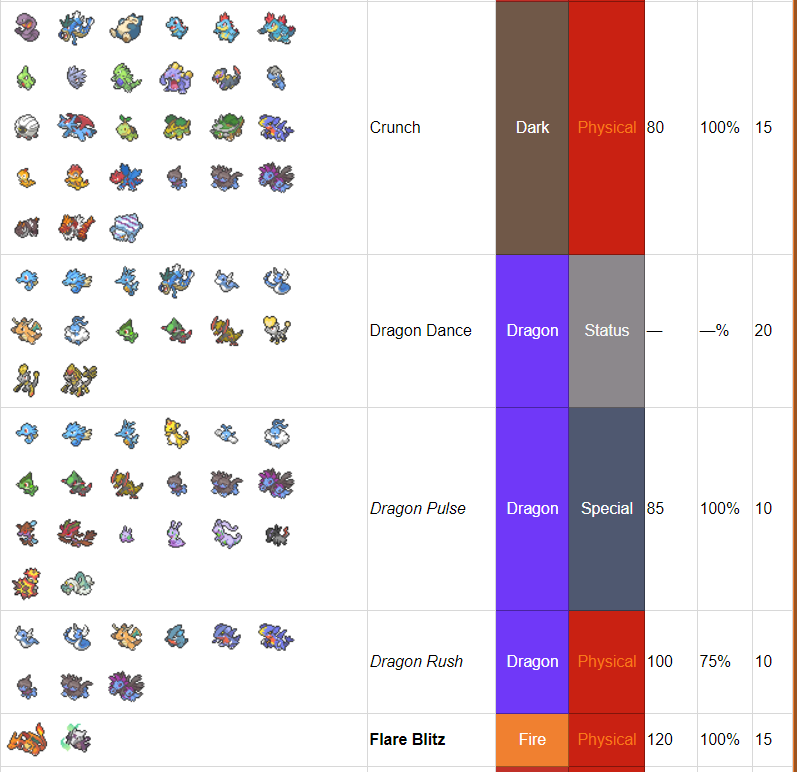 Crunch Dark Physical 80 100% 15
Dragon Dance Dragon Status — —% 20
Dragon Pulse Dragon Special 85 100% 10
Dragon Rush Dragon Physical 100 75% 10
Flare Blitz Fire Physical 120 100% 15